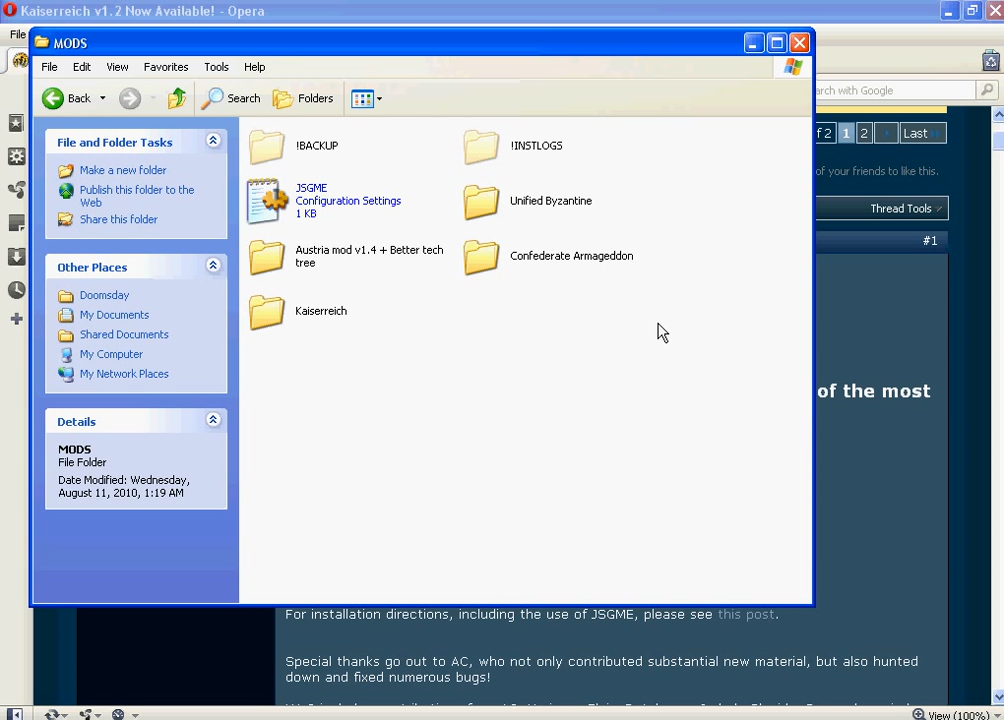 Kaiserreich v1.2 Now Available! - Opera
File
MODS
File Edit View Favorites Tools Help
Back Search Folders
arch with Google
File and Folder Tasks
Make a new folder
Publish this folder to the
Web
Share this folder
Other Places
Doomsday
My Documents
Shared Documents
My Computer
My Network Places
Details
MODS
File Folder
Date Modified: Wednesday,
August 11, 2010, 1:19 AM
!BACKUP
!INSTLOGS
JSGME
Configuration Settings
1 KB
Unified Byzantine
Austria mod v1.4 + Better tech
tree
Confederate Armageddon
Kaiserreich
of 2 1 2 Last
of your friends to like this.
Thread Tools
#1
of the most
For installation directions, including the use of JSGME, please see this post.
Special thanks go out to AC, who not only contributed substantial new material, but also hunted
down and fixed numerous bugs!
View (100%)